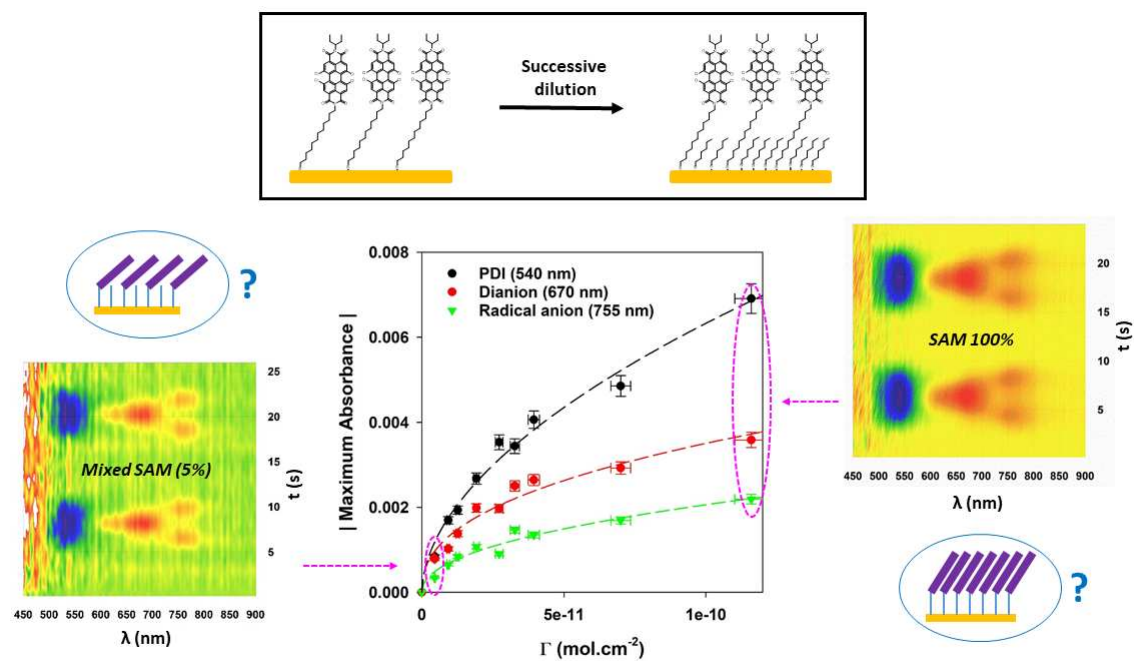 Successive
dilution
?
Mixed SAM (5%)
25
20
15
10
5
t (s)
450 500 550 600 650 700 750 800 850 900
λ (nm)
0.008
0.006
0.004
0.002
0.000
| Maximum Absorbance |
PDI (540 nm)
Dianion (670 nm)
Radical anion (755 nm)
0 5e-11 1e-10
Γ (mol.cm-2)
SAM 100%
20
15
10
5
t (s)
450 500 550 600 650 700 750 800 850 900
λ (nm)
?